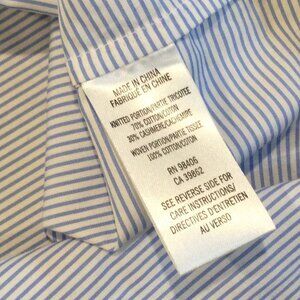 MADE IN CHINA
FABRIQUÉ EN CHINE
KNITTED PORTION/PARTIE TRICOTEE
70% COTTON/COTON
30% CASHMERE/CACHEMIRE
WOVEN PORTION/PARTIE TISSÉE
100% COTTON/COTON
RN 98406
CA 39862
SEE REVERSE SIDE FOR
CARE INSTRUCTIONS/
DIRECTIVES D'ENTRETIEN
AU VERSO